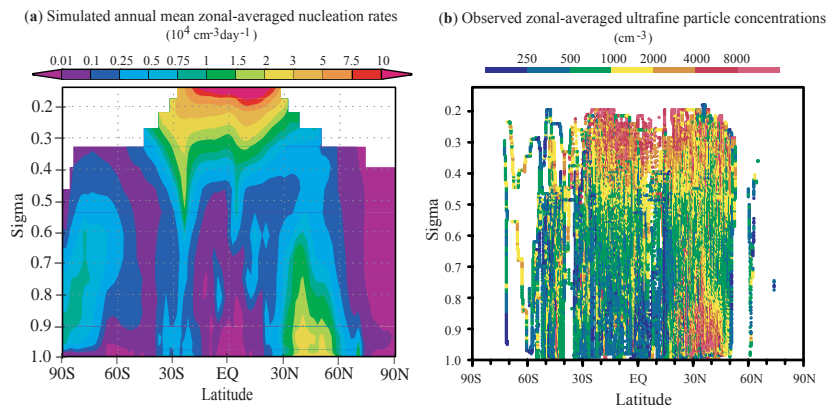 (a) Simulated annual mean zonal-averaged nucleation rates
(10⁴ cm⁻³day⁻¹)
0.01 0.1 0.25 0.5 0.75 1 1.5 2 3 5 7.5 10
0.2
0.3
0.4
0.5
0.6
0.7
0.8
0.9
1.0
Sigma
90S 60S 30S EQ 30N 60N 90N
Latitude
(b) Observed zonal-averaged ultrafine particle concentrations
(cm⁻³)
250 500 1000 2000 4000 8000
0.2
0.3
0.4
0.5
0.6
0.7
0.8
0.9
1.0
Sigma
90S 60S 30S EQ 30N 60N 90N
Latitude